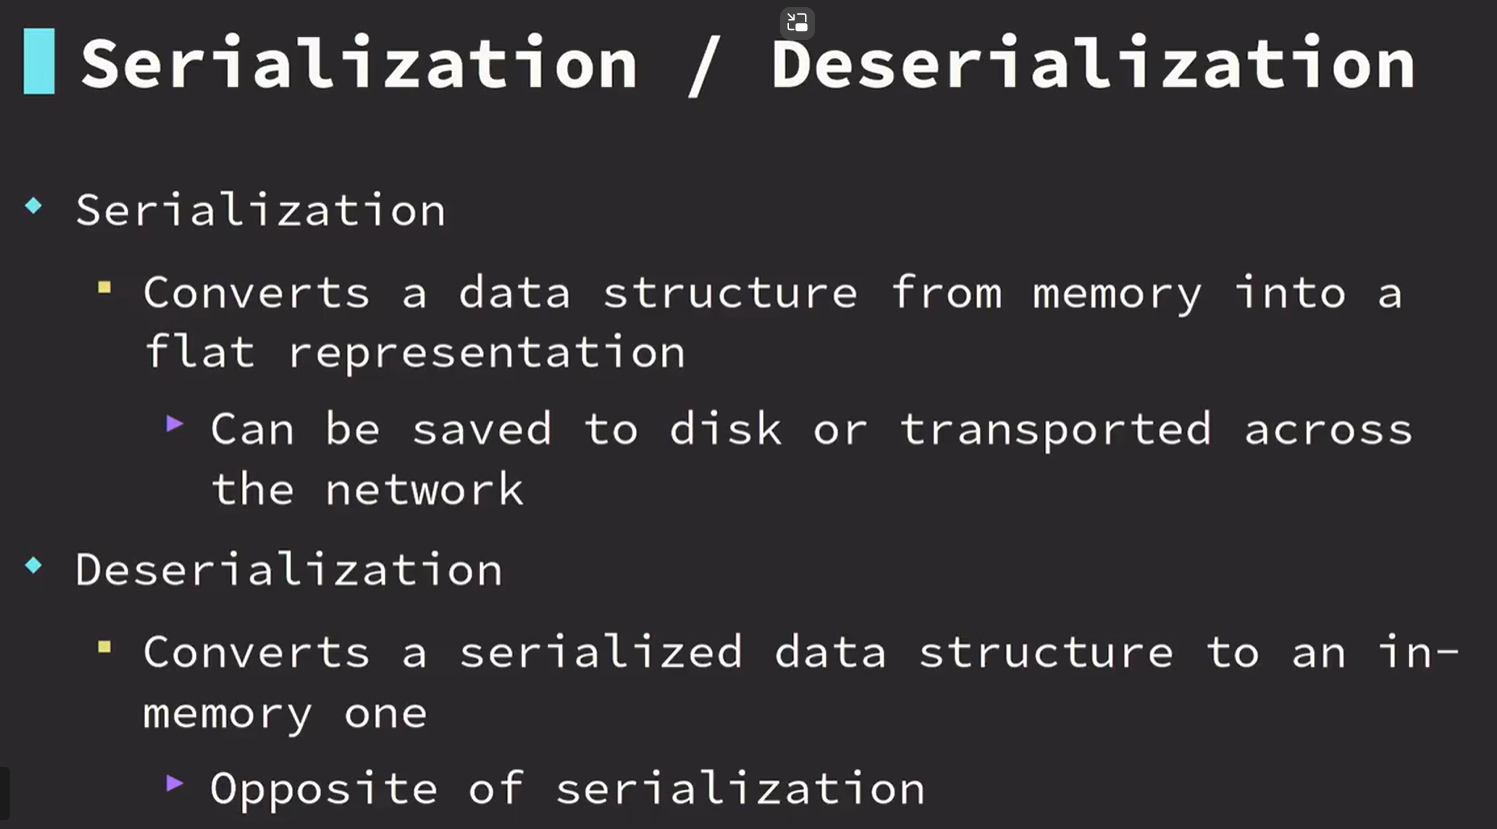 Serialization / Deserialization
Serialization
Converts a data structure from memory into a
flat representation
Can be saved to disk or transported across
the network
Deserialization
Converts a serialized data structure to an in-
memory one
Opposite of serialization